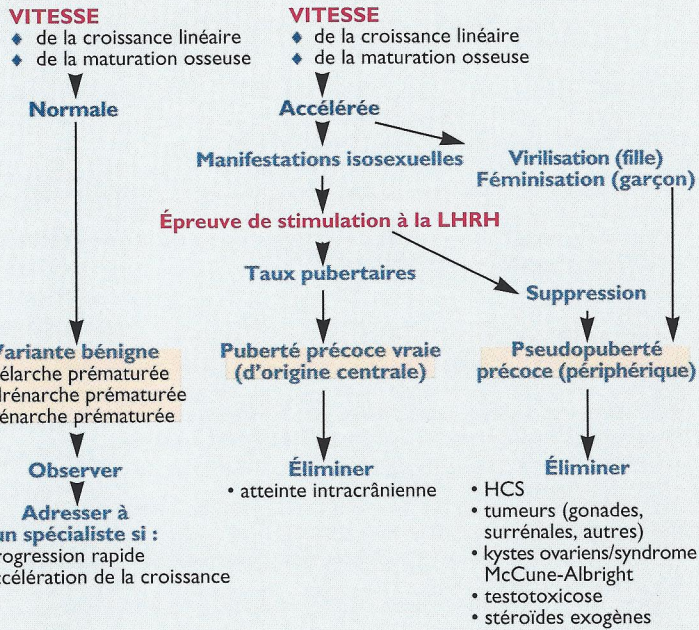 VITESSE
♦ de la croissance linéaire
♦ de la maturation osseuse
Normale
Variante bénigne
élarche prématurée
drénarche prématurée
énarche prématurée
Observer
Adresser à
un spécialiste si :
rogression rapide
ccélération de la croissance
VITESSE
♦ de la croissance linéaire
♦ de la maturation osseuse
Accélérée
Manifestations isosexuelles
Virilisation (fille)
Féminisation (garçon)
Épreuve de stimulation à la LHRH
Taux pubertaires
Suppression
Puberté précoce vraie
(d'origine centrale)
Pseudopuberté
précoce (périphérique)
Éliminer
• atteinte intracrânienne
Éliminer
• HCS
• tumeurs (gonades,
surrénales, autres)
• kystes ovariens/syndrome
McCune-Albright
• testotoxicose
• stéroïdes exogènes